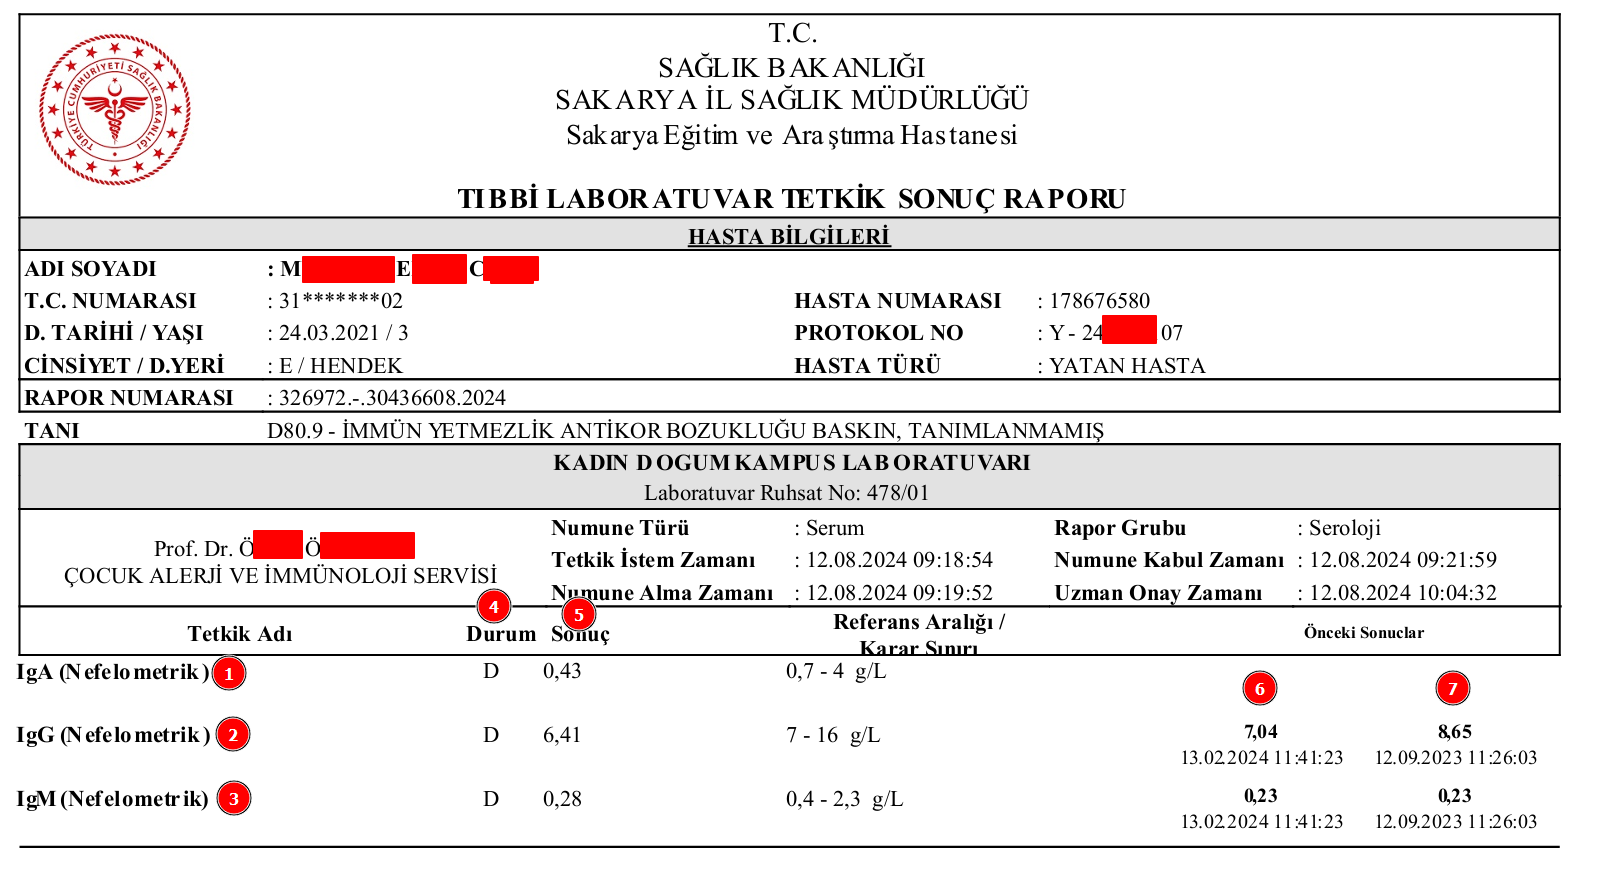 T.C.
SAĞLIK BAKANLIĞI
SAKARYA İL SAĞLIK MÜDÜRLÜĞÜ
Sakarya Eğitim ve Araştırma Hastanesi
TÜRKİYE CUMHURİYETİ SAĞLIK BAKANLIĞI
TIBBİ LABORATUVAR TETKİK SONUÇ RAPORU
HASTA BİLGİLERİ
ADI SOYADI : M E C
T.C. NUMARASI : 31*******02 HASTA NUMARASI : 178676580
D. TARİHİ / YAŞI : 24.03.2021 / 3 PROTOKOL NO : Y - 24 07
CİNSİYET / D.YERİ : E / HENDEK HASTA TÜRÜ : YATAN HASTA
RAPOR NUMARASI : 326972.-.30436608.2024
TANI D80.9 - İMMÜN YETMEZLİK ANTİKOR BOZUKLUĞU BASKIN, TANIMLANMAMIŞ
KADIN DOGUM KAMPUS LABORATUVARI
Laboratuvar Ruhsat No: 478/01
Prof. Dr. Ö Ö
ÇOCUK ALERJİ VE İMMÜNOLOJİ SERVİSİ
Numune Türü : Serum Rapor Grubu : Seroloji
Tetkik İstem Zamanı : 12.08.2024 09:18:54 Numune Kabul Zamanı : 12.08.2024 09:21:59
Numune Alma Zamanı : 12.08.2024 09:19:52 Uzman Onay Zamanı : 12.08.2024 10:04:32
4 5
Tetkik Adı Durum Sonuç Referans Aralığı / Karar Sınırı Önceki Sonuclar
IgA (Nefelometrik) 1 D 0,43 0,7 - 4 g/L
6 7
IgG (Nefelometrik) 2 D 6,41 7 - 16 g/L 7,04 8,65
13.02.2024 11:41:23 12.09.2023 11:26:03
IgM (Nefelometrik) 3 D 0,28 0,4 - 2,3 g/L 0,23 0,23
13.02.2024 11:41:23 12.09.2023 11:26:03